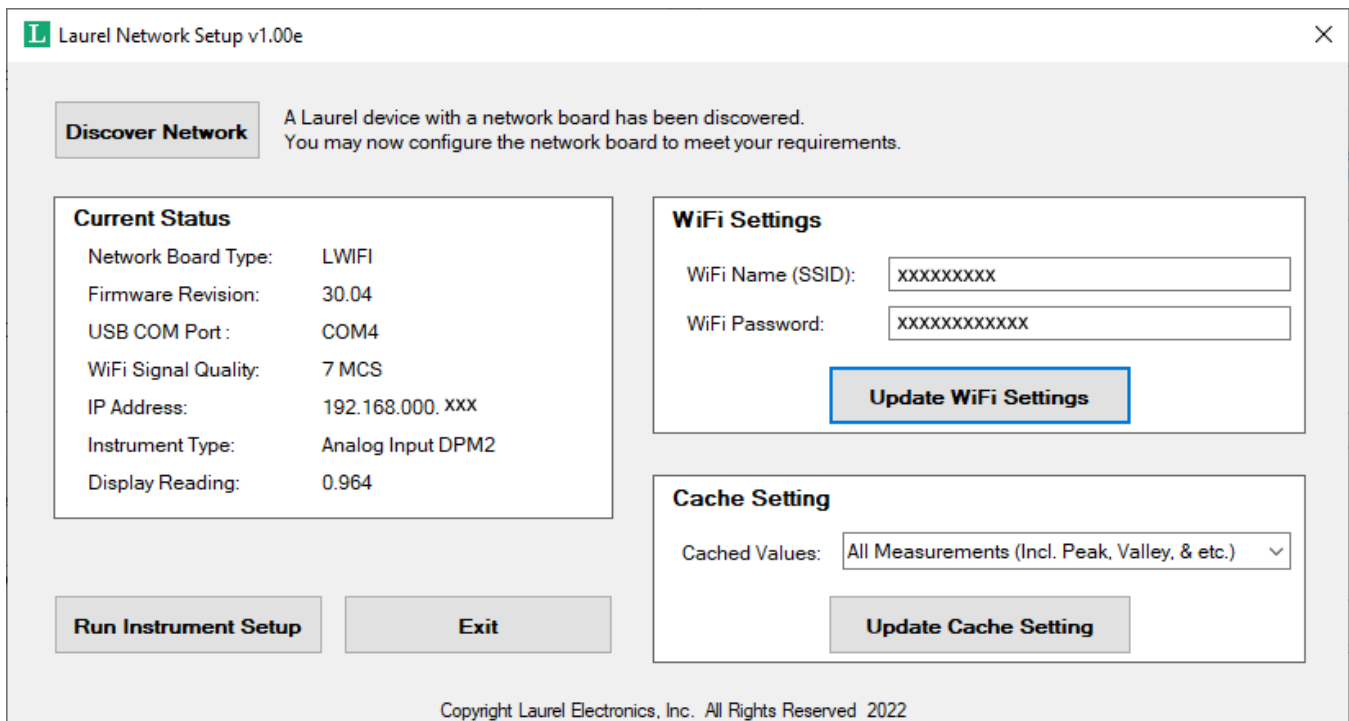 L Laurel Network Setup v1.00e
Discover Network
A Laurel device with a network board has been discovered.
You may now configure the network board to meet your requirements.
Current Status
Network Board Type: LWIFI
Firmware Revision: 30.04
USB COM Port : COM4
WiFi Signal Quality: 7 MCS
IP Address: 192.168.000. XXX
Instrument Type: Analog Input DPM2
Display Reading: 0.964
WiFi Settings
WiFi Name (SSID): XXXXXXXXX
WiFi Password: XXXXXXXXXXXX
Update WiFi Settings
Cache Setting
Cached Values: All Measurements (Incl. Peak, Valley, & etc.)
Update Cache Setting
Run Instrument Setup
Exit
Copyright Laurel Electronics, Inc. All Rights Reserved 2022